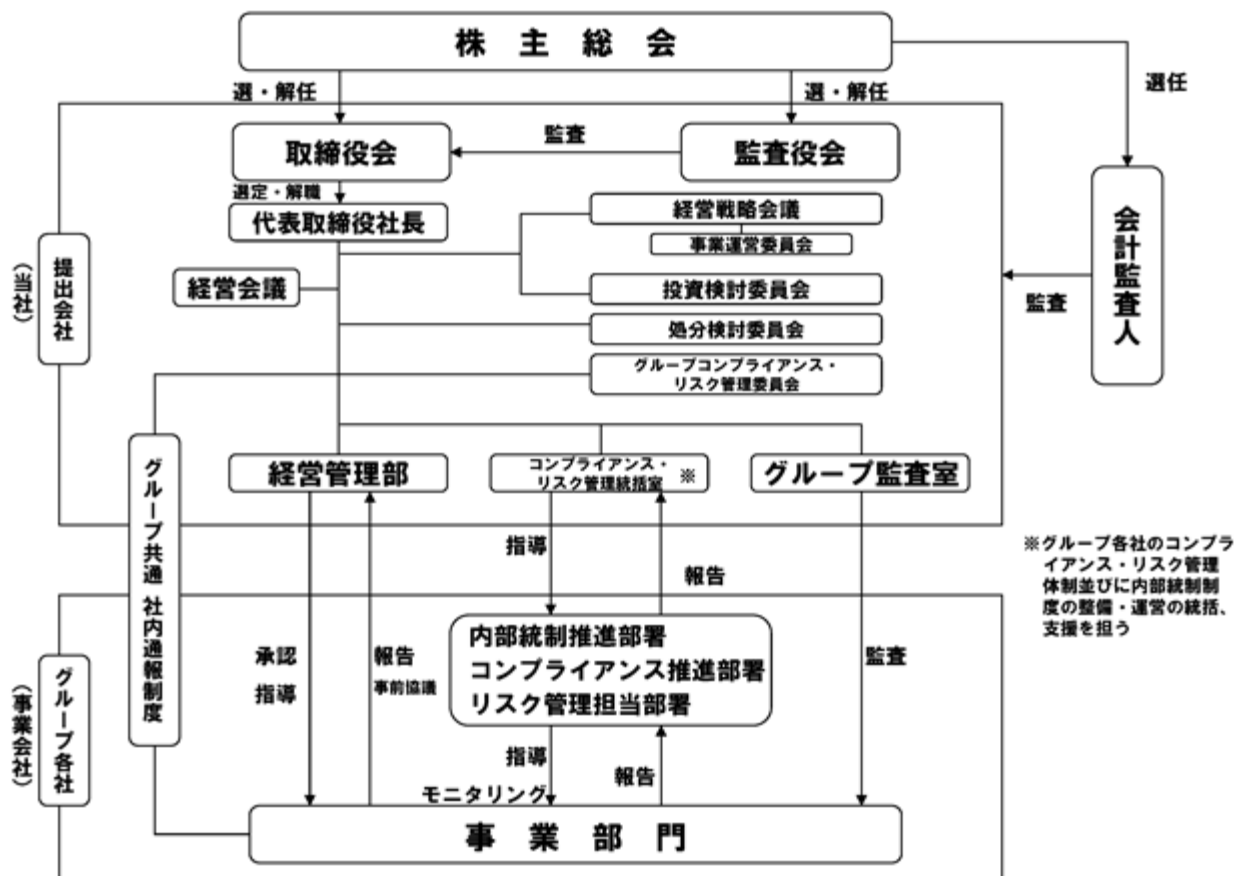 株主総会
選・解任
選・解任
選任
取締役会
監査
監査役会
選定・解職
代表取締役社長
経営戦略会議
事業運営委員会
会計監査人
提出会社
(当社)
経営会議
投資検討委員会
監査
処分検討委員会
グループコンプライアンス・
リスク管理委員会
グループ共通 社内通報制度
経営管理部
コンプライアンス・
リスク管理統括室 ※
グループ監査室
指導
報告
※グループ各社のコンプラ
イアンス・リスク管理
体制並びに内部統制制
度の整備・運営の統括、
支援を担う
グループ各社
(事業会社)
承認
指導
報告
事前協議
内部統制推進部署
コンプライアンス推進部署
リスク管理担当部署
監査
指導
モニタリング
報告
事業部門